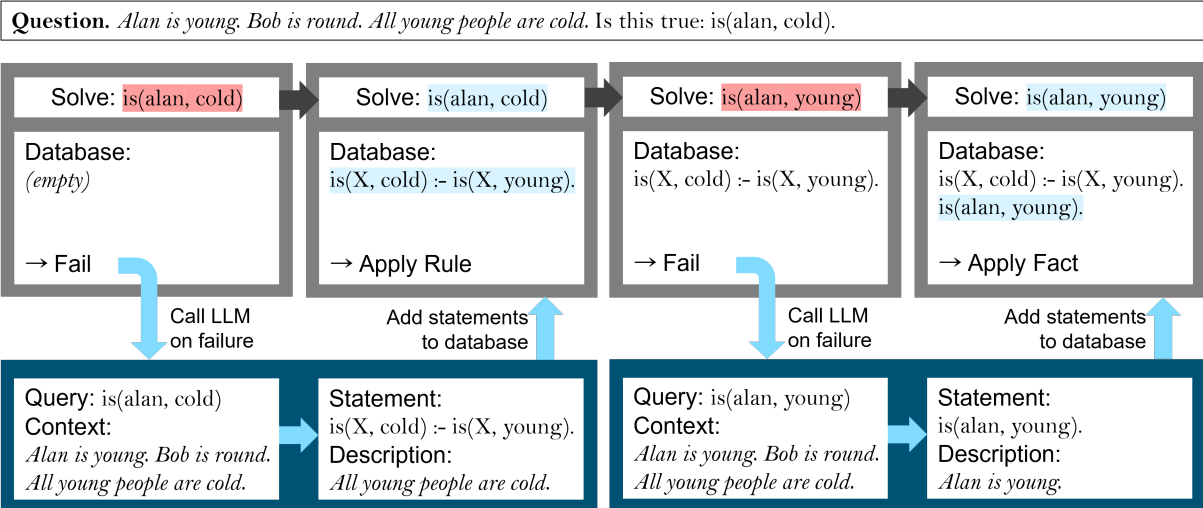 Question. Alan is young. Bob is round. All young people are cold. Is this true: is(alan, cold).
Solve: is(alan, cold)
Database:
(empty)
→ Fail
Solve: is(alan, cold)
Database:
is(X, cold) :- is(X, young).
→ Apply Rule
Solve: is(alan, young)
Database:
is(X, cold) :- is(X, young).
→ Fail
Solve: is(alan, young)
Database:
is(X, cold) :- is(X, young).
is(alan, young).
→ Apply Fact
Call LLM
on failure
Add statements
to database
Call LLM
on failure
Add statements
to database
Query: is(alan, cold)
Context:
Alan is young. Bob is round.
All young people are cold.
Statement:
is(X, cold) :- is(X, young).
Description:
All young people are cold.
Query: is(alan, young)
Context:
Alan is young. Bob is round.
All young people are cold.
Statement:
is(alan, young).
Description:
Alan is young.